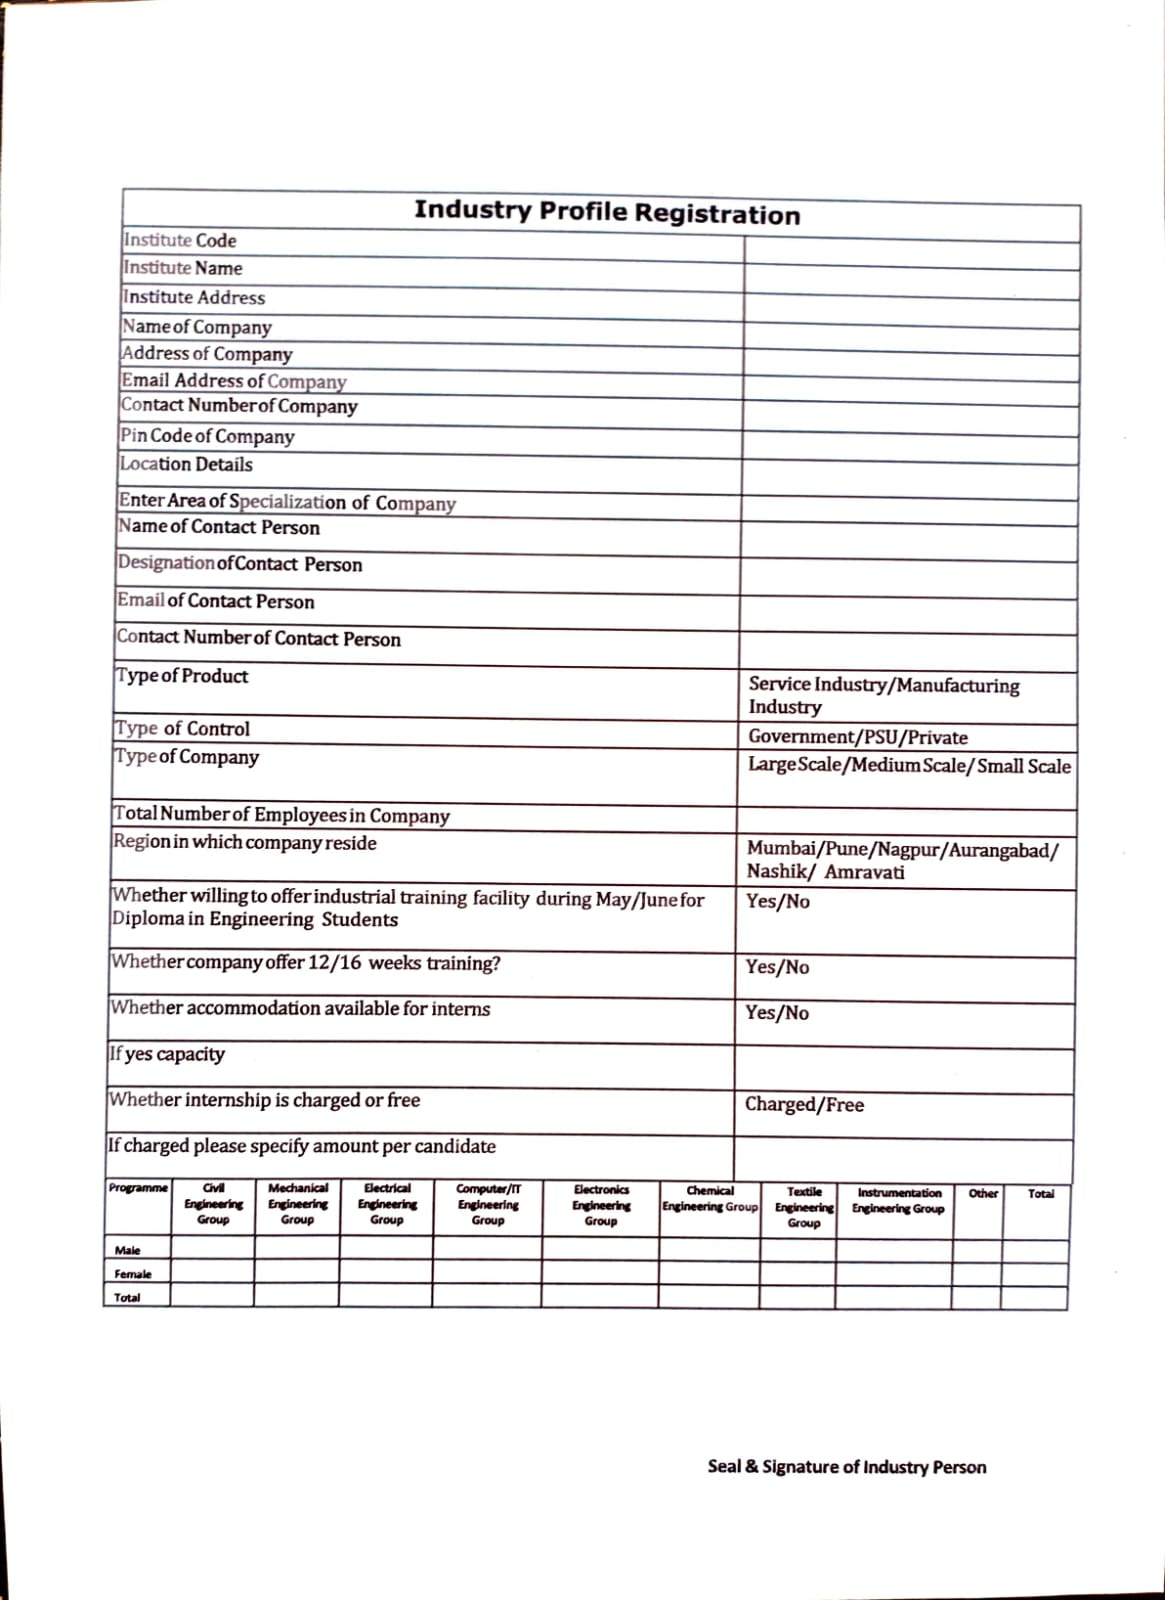 Industry Profile Registration
Institute Code
Institute Name
Institute Address
Name of Company
Address of Company
Email Address of Company
Contact Number of Company
Pin Code of Company
Location Details
Enter Area of Specialization of Company
Name of Contact Person
Designation of Contact Person
Email of Contact Person
Contact Number of Contact Person
Type of Product
Service Industry/Manufacturing
Industry
Type of Control
Government/PSU/Private
Type of Company
Large Scale/Medium Scale/ Small Scale
Total Number of Employees in Company
Region in which company reside
Mumbai/Pune/Nagpur/Aurangabad/
Nashik/ Amravati
Whether willing to offer industrial training facility during May/June for
Diploma in Engineering Students
Yes/No
Whether company offer 12/16 weeks training?
Yes/No
Whether accommodation available for interns
Yes/No
If yes capacity
Whether internship is charged or free
Charged/Free
If charged please specify amount per candidate
Programme
Civil
Engineering
Group
Mechanical
Engineering
Group
Electrical
Engineering
Group
Computer/IT
Engineering
Group
Electronics
Engineering
Group
Chemical
Engineering Group
Textile
Engineering
Group
Instrumentation
Engineering Group
Other
Total
Male
Female
Total
Seal & Signature of Industry Person